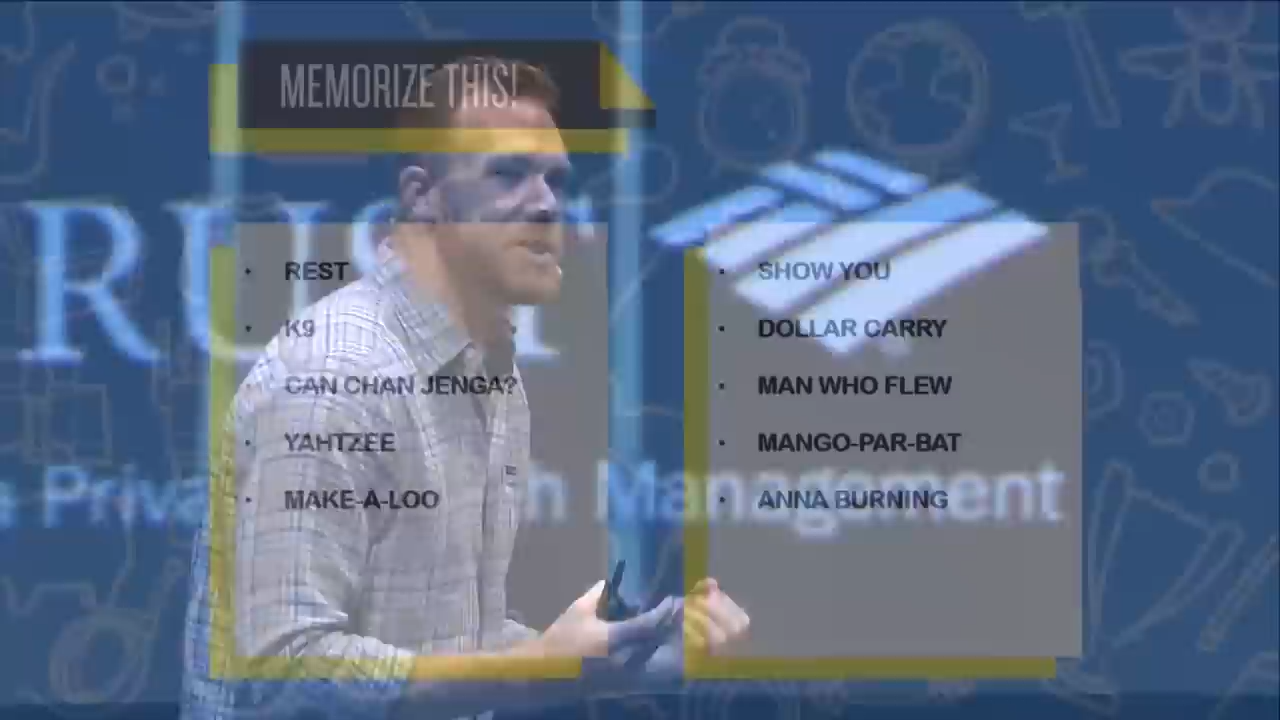 MEMORIZE THIS!
REST
K9
CAN CHAN JENGA?
YAHTZEE
MAKE-A-LOO
SHOW YOU
DOLLAR CARRY
MAN WHO FLEW
MANGO-PAR-BAT
ANNA BURNING
Management